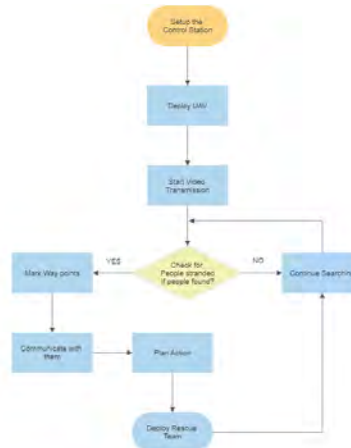 Setup the
Control Station
Deploy UAV
Start Video
Transmission
Check for
People stranded
if people found?
YES
NO
Mark Way points
Continue Searching
Communicate with
them
Plan Action
Deploy Rescue
Team